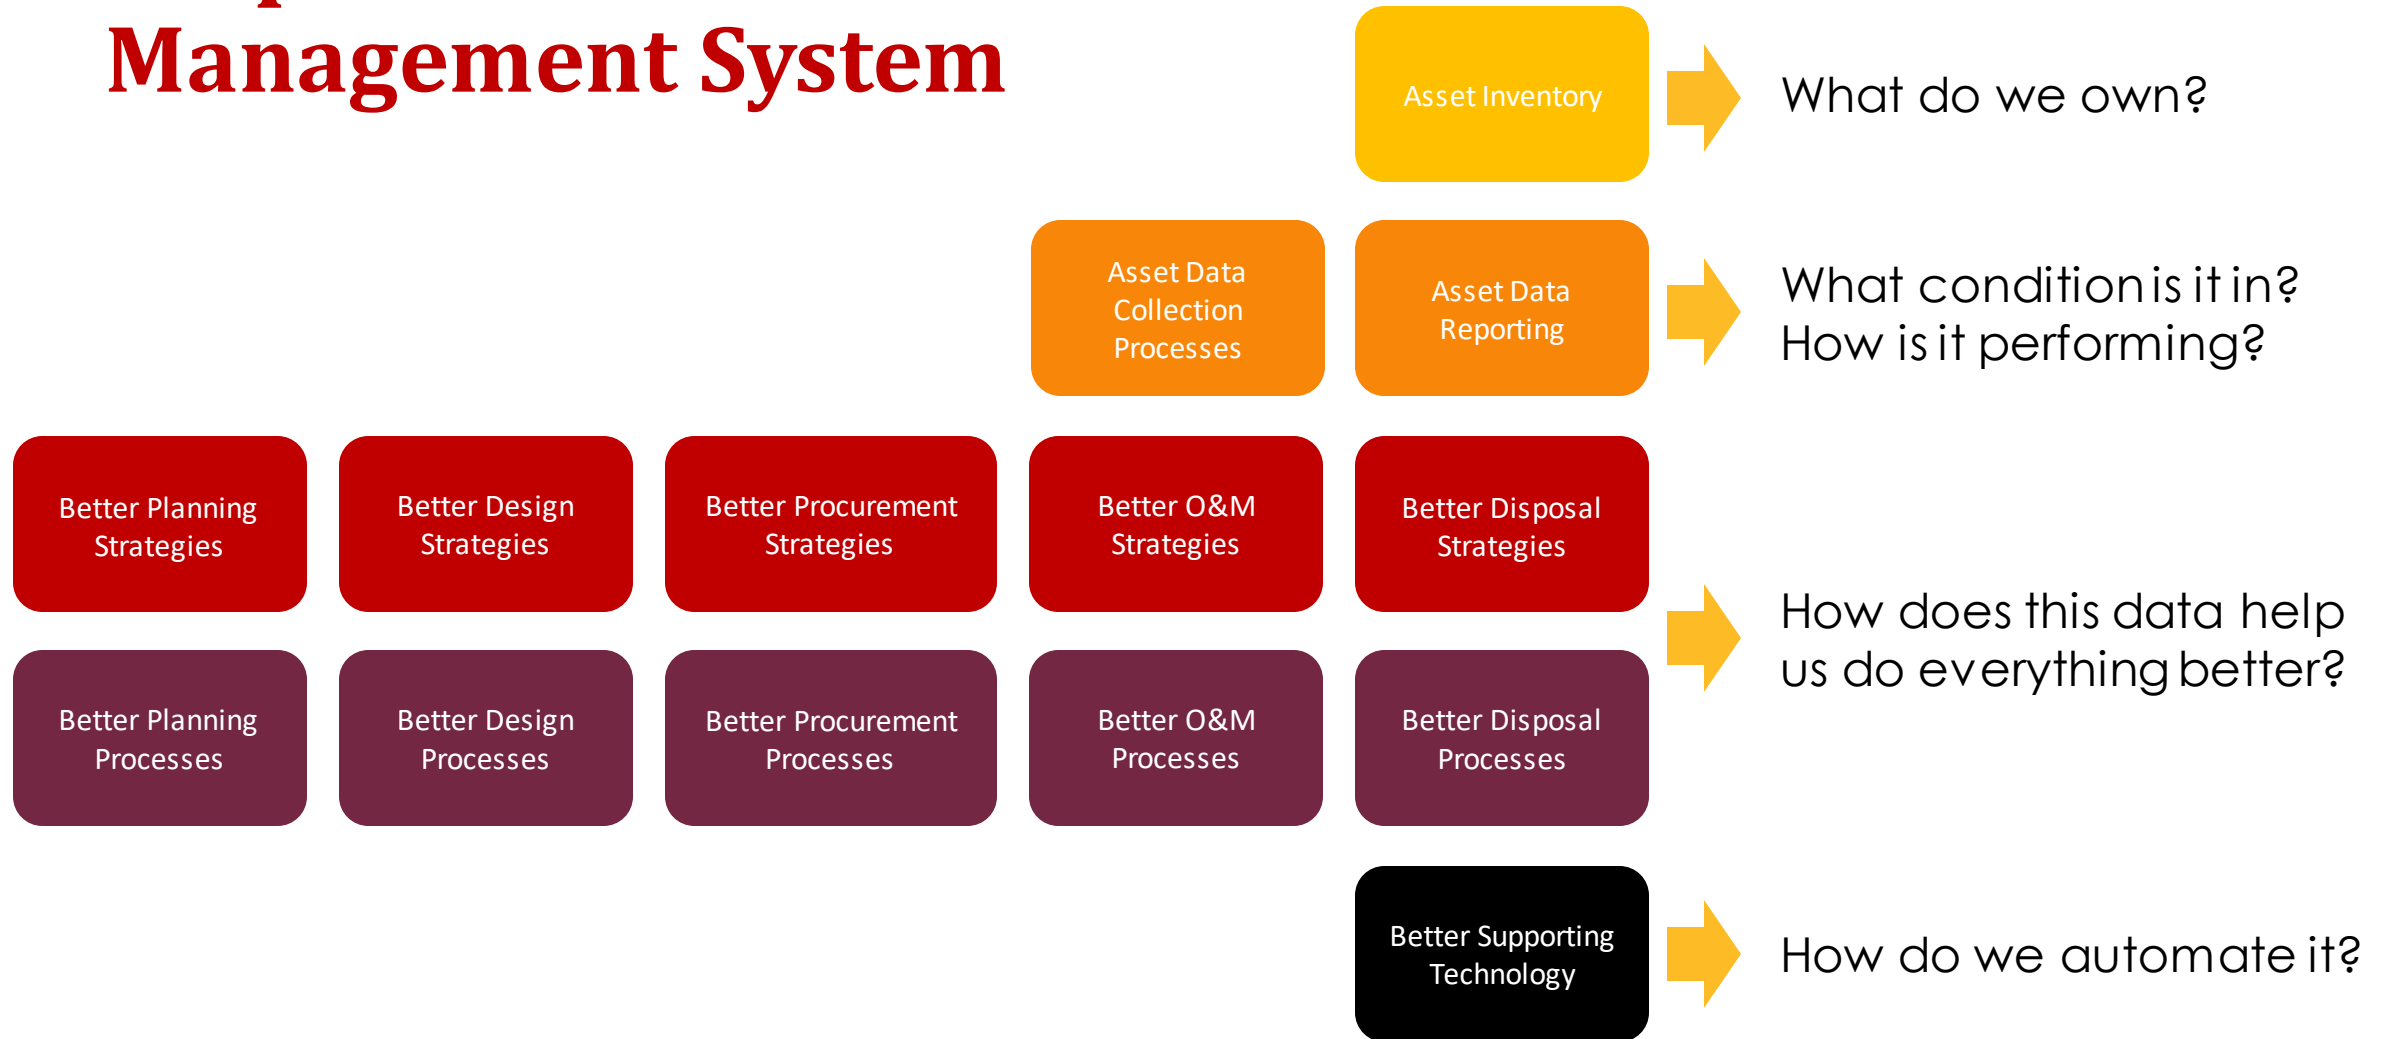 Management System
Asset Inventory
What do we own?
Asset Data
Collection
Processes
Asset Data
Reporting
What condition is it in?
How is it performing?
Better Planning
Strategies
Better Design
Strategies
Better Procurement
Strategies
Better O&M
Strategies
Better Disposal
Strategies
How does this data help
us do everything better?
Better Planning
Processes
Better Design
Processes
Better Procurement
Processes
Better O&M
Processes
Better Disposal
Processes
Better Supporting
Technology
How do we automate it?